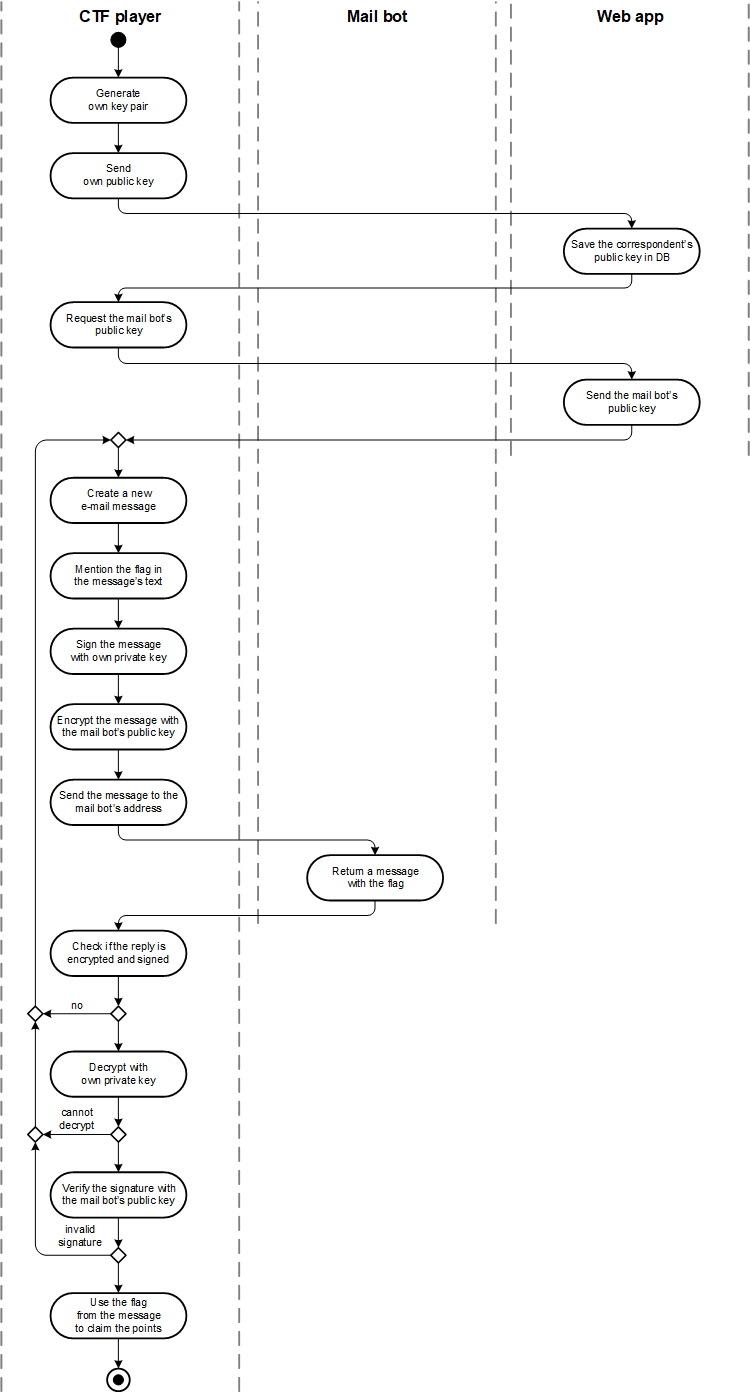 CTF player
Mail bot
Web app
Generate
own key pair
Send
own public key
Save the correspondent's
public key in DB
Request the mail bot's
public key
Send the mail bot's
public key
Create a new
e-mail message
Mention the flag in
the message's text
Sign the message
with own private key
Encrypt the message with
the mail bot's public key
Send the message to the
mail bot's address
Return a message
with the flag
Check if the reply is
encrypted and signed
no
Decrypt with
own private key
cannot
decrypt
Verify the signature with
the mail bot's public key
invalid
signature
Use the flag
from the message
to claim the points